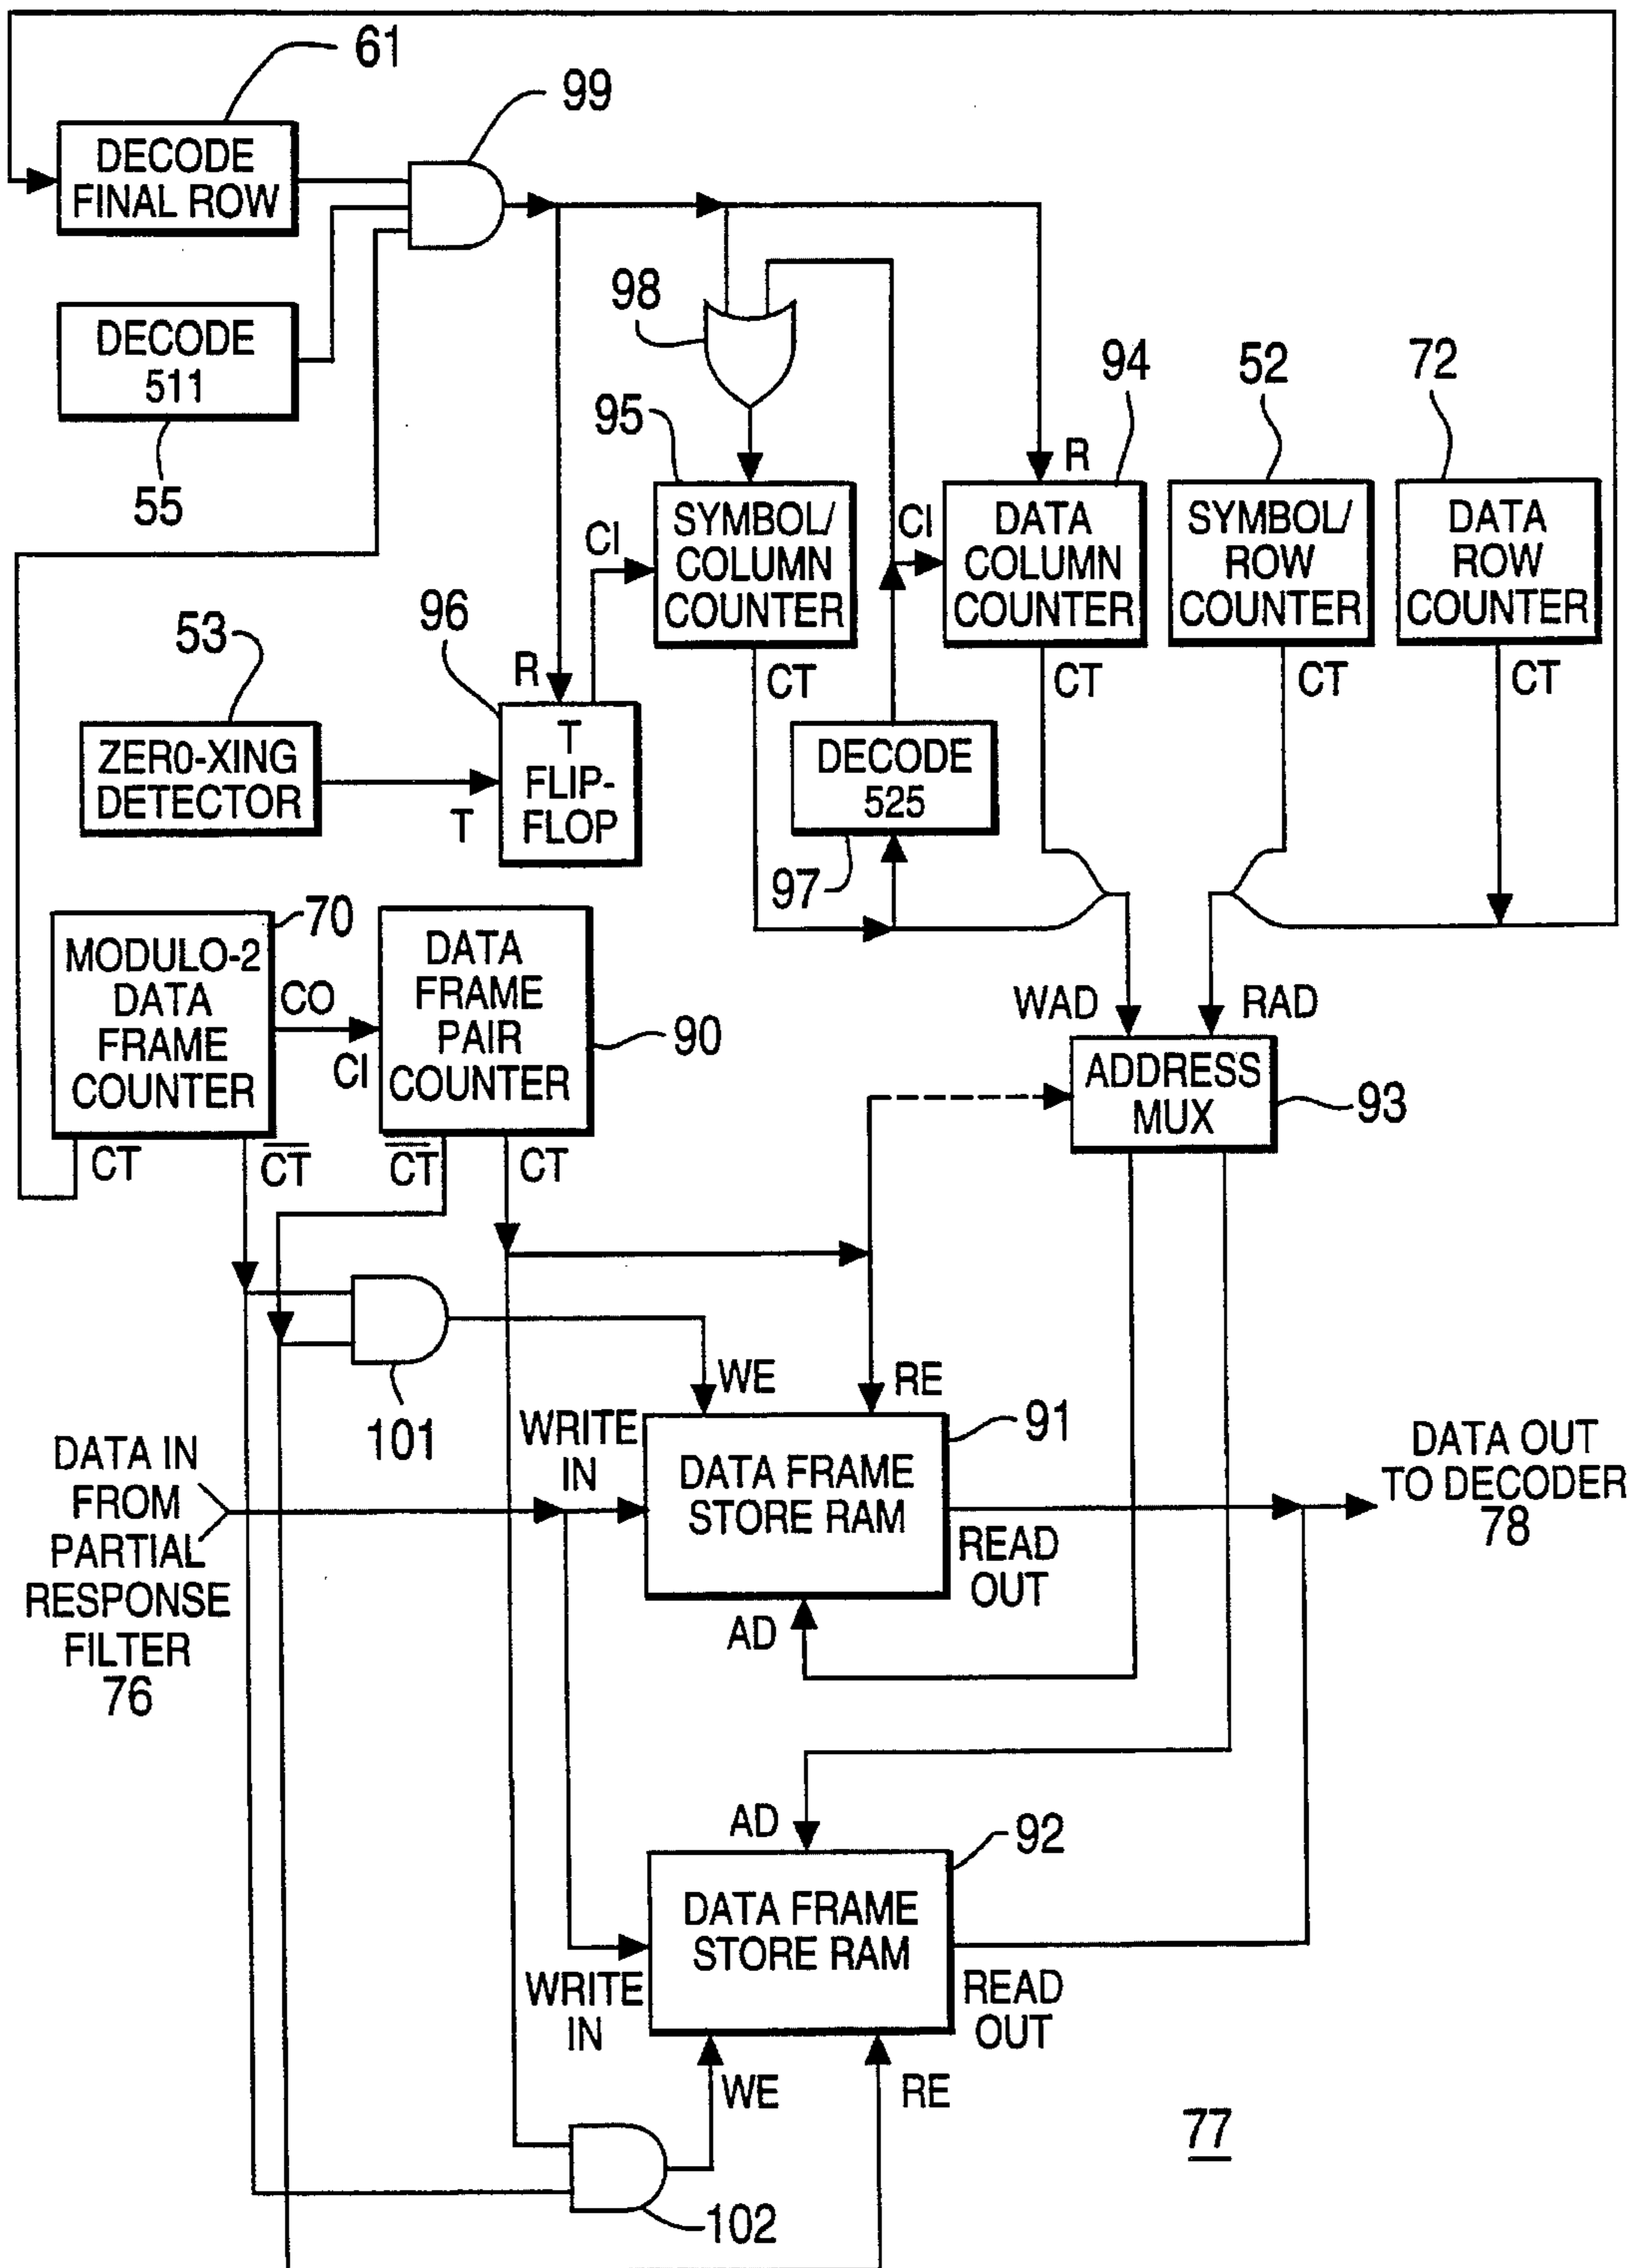 61
99
DECODE
FINAL ROW
98
DECODE
511
55
94
52
72
95
R
CI
SYMBOL/
COLUMN
COUNTER
CI
DATA
COLUMN
COUNTER
SYMBOL/
ROW
COUNTER
DATA
ROW
COUNTER
53
96
R
CT
CT
CT
CT
ZER0-XING
DETECTOR
T
T
FLIP-
FLOP
DECODE
525
97
70
MODULO-2
DATA
FRAME
COUNTER
CO
CI
DATA
FRAME
PAIR
COUNTER
90
WAD
RAD
ADDRESS
MUX
93
CT
CT
CT
CT
101
WE
RE
91
DATA IN
FROM
PARTIAL
RESPONSE
FILTER
76
WRITE
IN
DATA FRAME
STORE RAM
READ
OUT
DATA OUT
TO DECODER
78
AD
AD
92
DATA FRAME
STORE RAM
WRITE
IN
READ
OUT
WE
RE
102
77